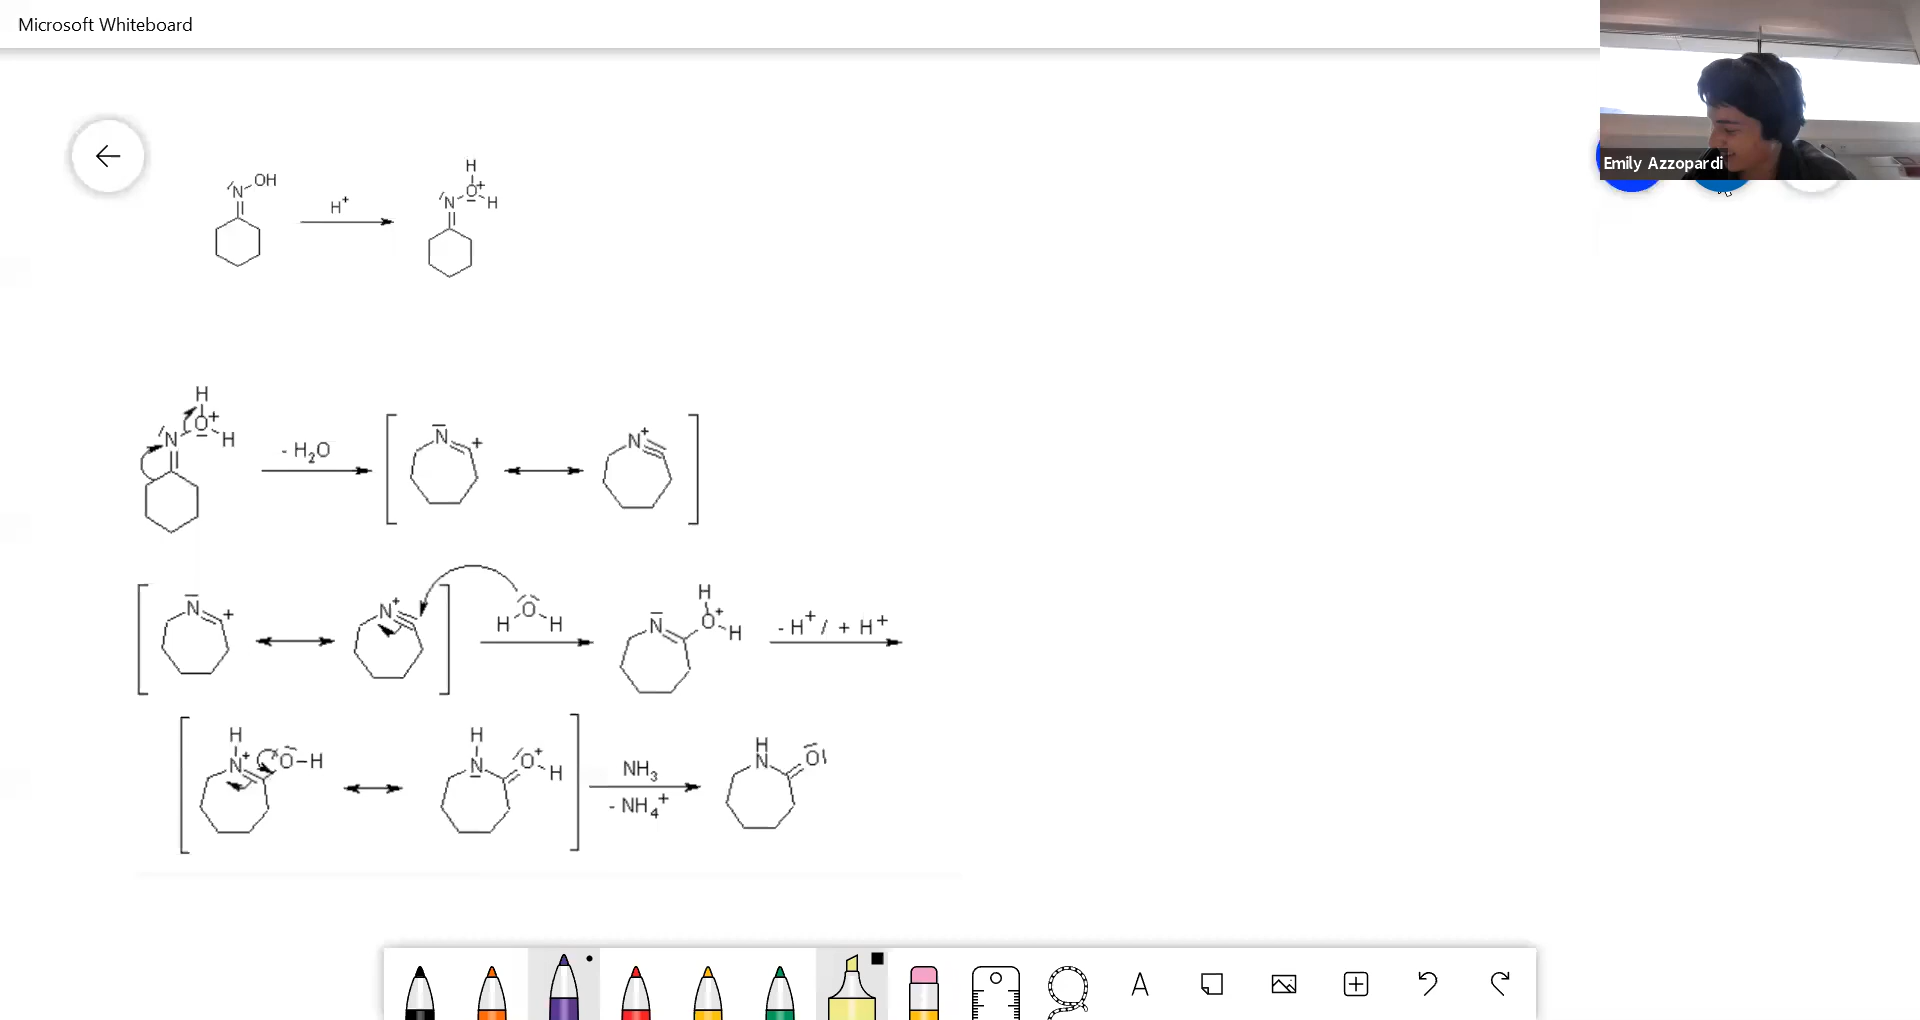 Microsoft Whiteboard
Emily Azzopardi
N OH
H+
H
N O+ H
H
N O+ H
- H2O
N +
N+
N +
N+
H O H
H
N O+ H
- H+ / + H+
H
N+ O-H
H
N O+ H
NH3
- NH4+
H
N O
A